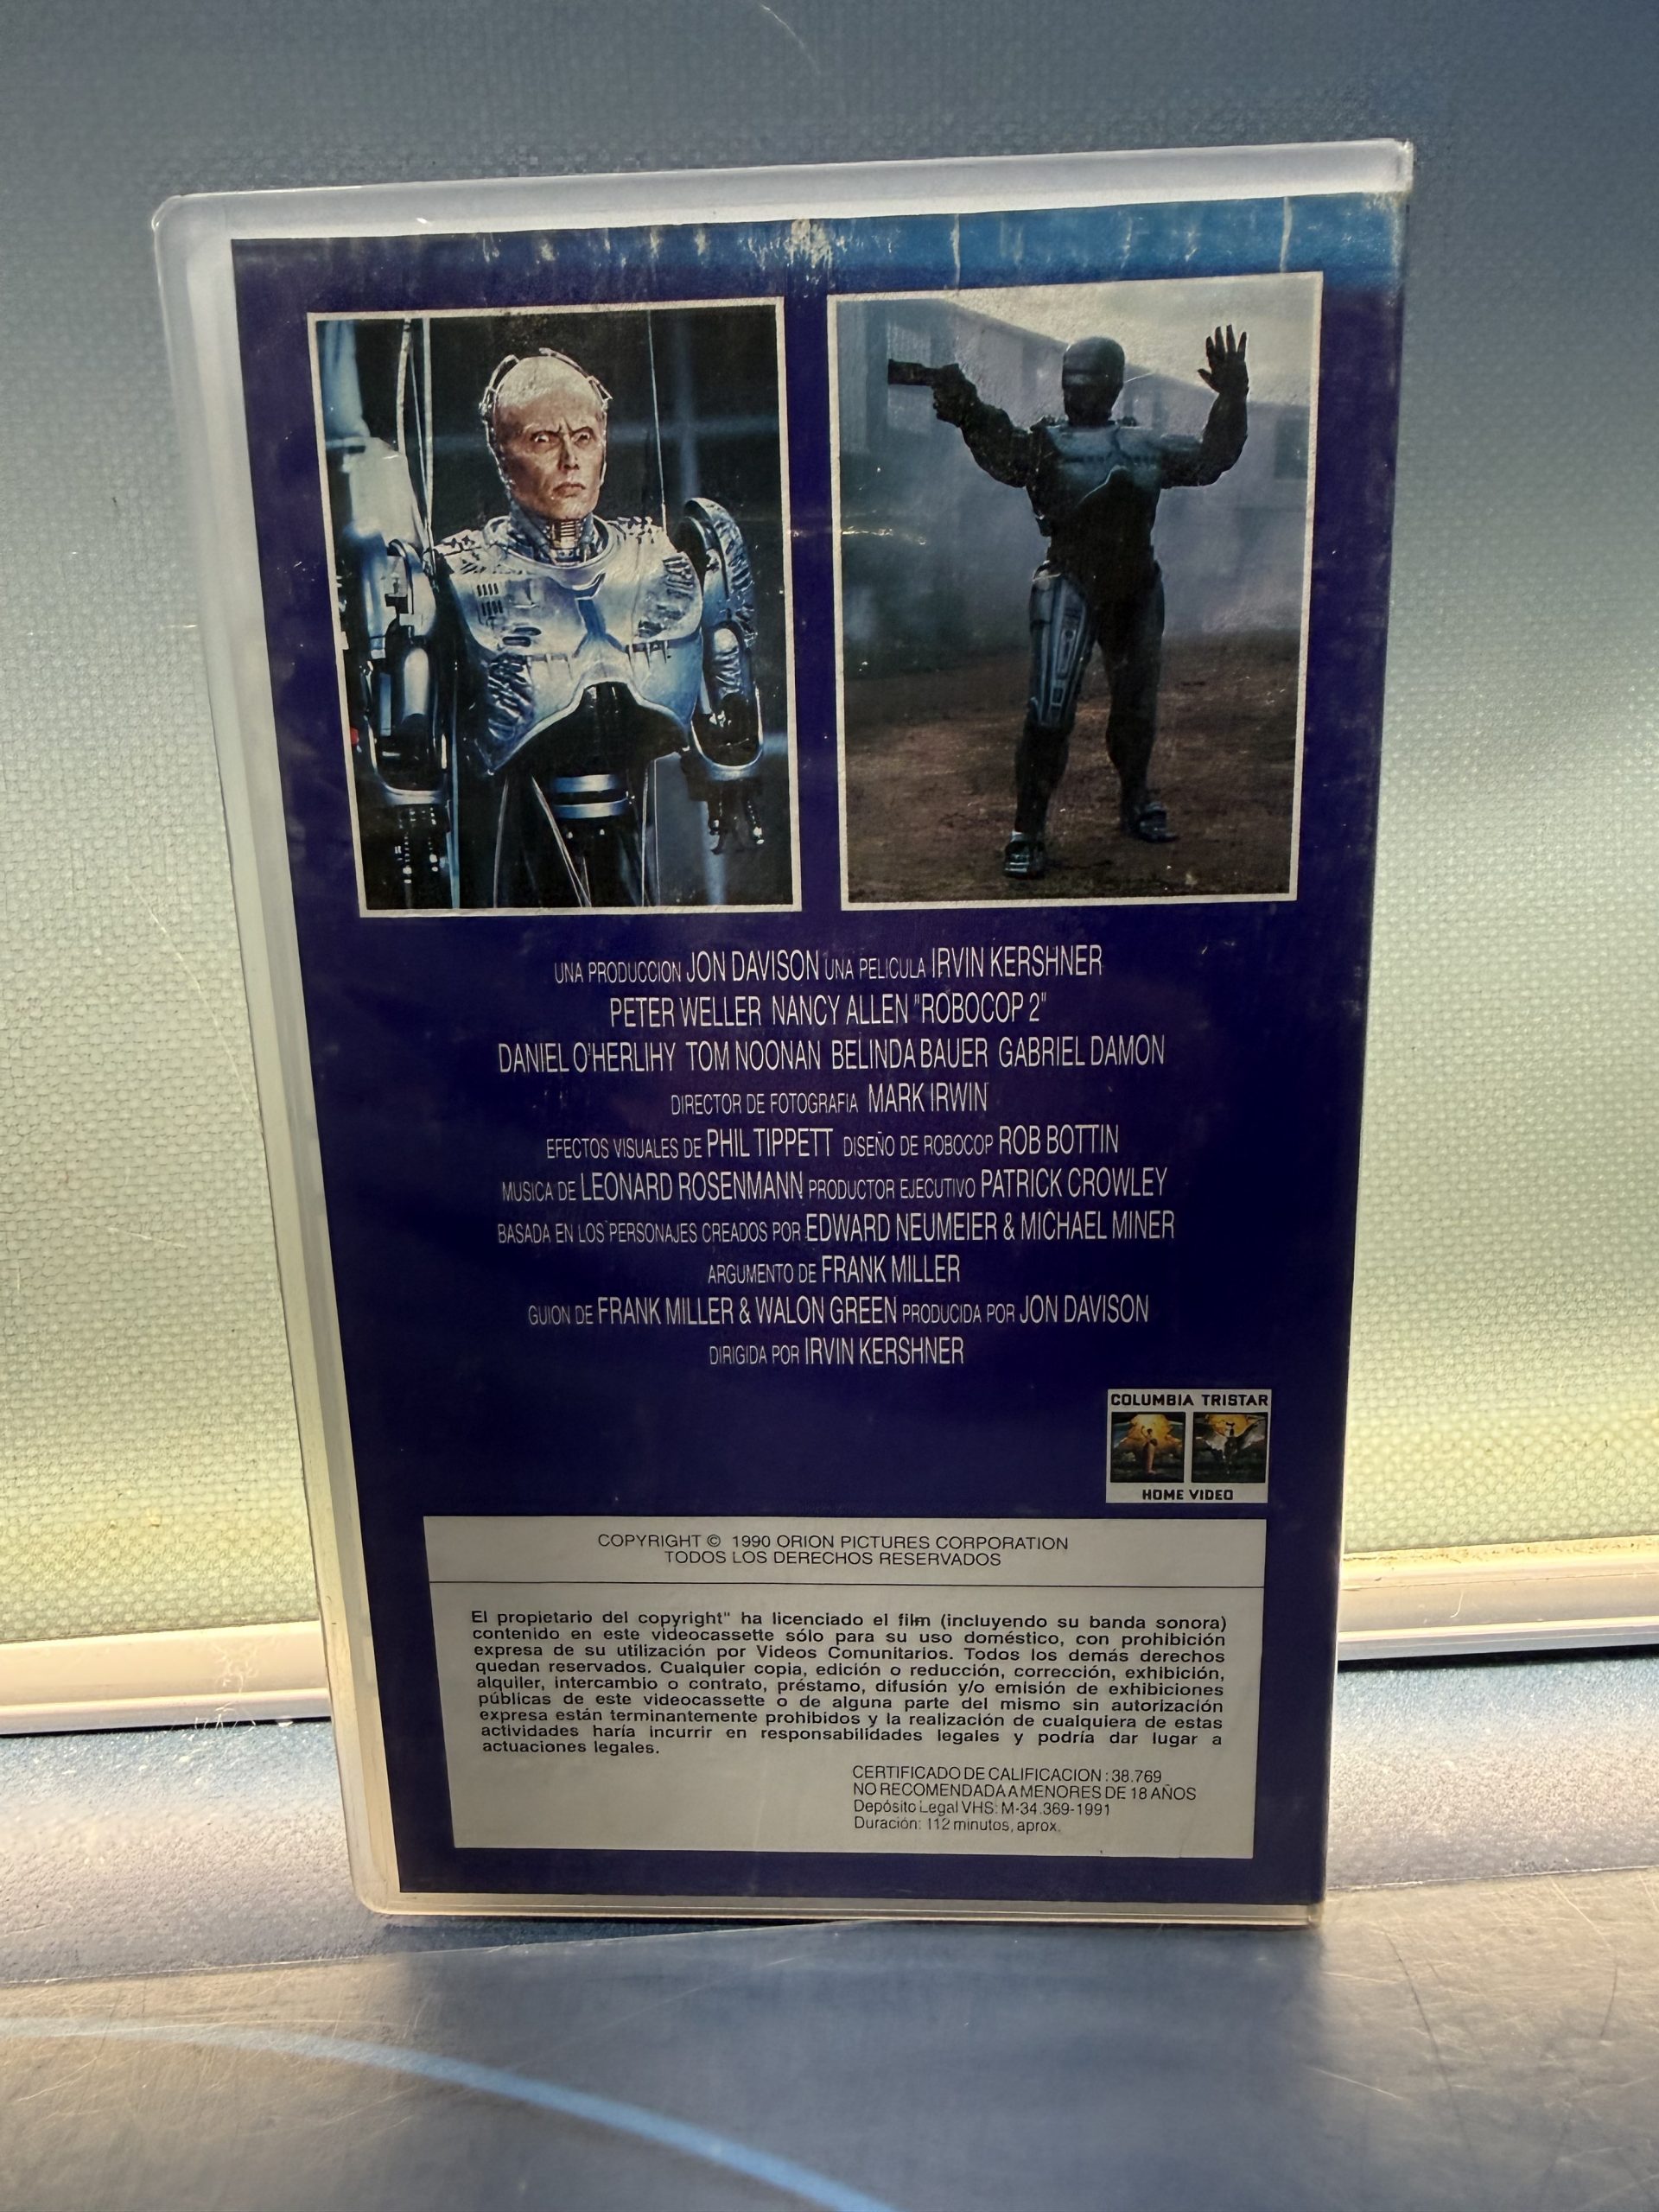 UNA PRODUCCION JON DAVISON UNA PELICULA IRVIN KERSHNER
PETER WELLER NANCY ALLEN "ROBOCOP 2"
DANIEL O'HERLIHY TOM NOONAN BELINDA BAUER GABRIEL DAMON
DIRECTOR DE FOTOGRAFIA MARK IRWIN
EFECTOS VISUALES DE PHIL TIPPETT DISEÑO DE ROBOCOP ROB BOTTIN
MUSICA DE LEONARD ROSENMANN PRODUCTOR EJECUTIVO PATRICK CROWLEY
BASADA EN LOS PERSONAJES CREADOS POR EDWARD NEUMEIER & MICHAEL MINER
ARGUMENTO DE FRANK MILLER
GUION DE FRANK MILLER & WALON GREEN PRODUCIDA POR JON DAVISON
DIRIGIDA POR IRVIN KERSHNER
COLUMBIA TRISTAR
HOME VIDEO
COPYRIGHT © 1990 ORION PICTURES CORPORATION
TODOS LOS DERECHOS RESERVADOS
El propietario del copyright" ha licenciado el film (incluyendo su banda sonora)
contenido en este videocassette sólo para su uso doméstico, con prohibición
expresa de su utilización por Videos Comunitarios. Todos los demás derechos
quedan reservados. Cualquier copia, edición o reducción, corrección, exhibición,
alquiler, intercambio o contrato, préstamo, difusión y/o emisión de exhibiciones
públicas de este videocassette o de alguna parte del mismo sin autorización
expresa están terminantemente prohibidos y la realización de cualquiera de estas
actividades haría incurrir en responsabilidades legales y podría dar lugar a
actuaciones legales.
CERTIFICADO DE CALIFICACION : 38.769
NO RECOMENDADA A MENORES DE 18 AÑOS
Depósito Legal VHS: M-34.369-1991
Duración: 112 minutos, aprox.